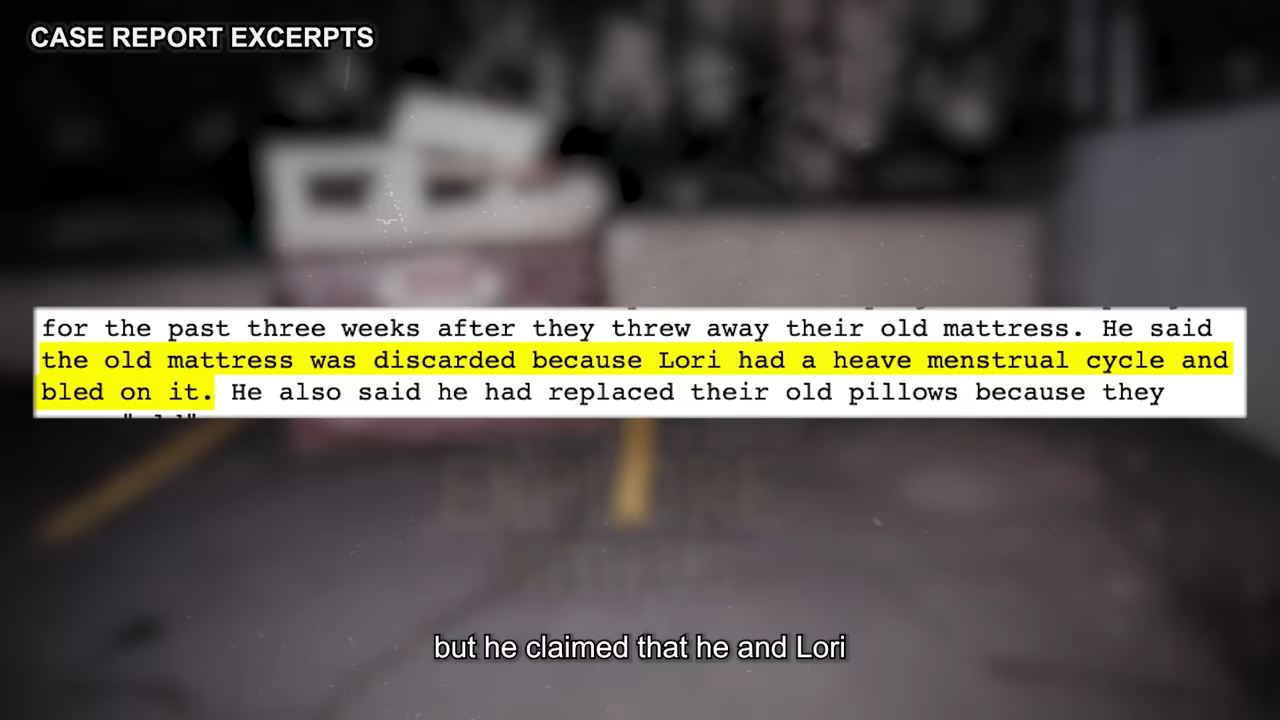 CASE REPORT EXCERPTS
for the past three weeks after they threw away their old mattress. He said
the old mattress was discarded because Lori had a heave menstrual cycle and
bled on it. He also said he had replaced their old pillows because they
but he claimed that he and Lori